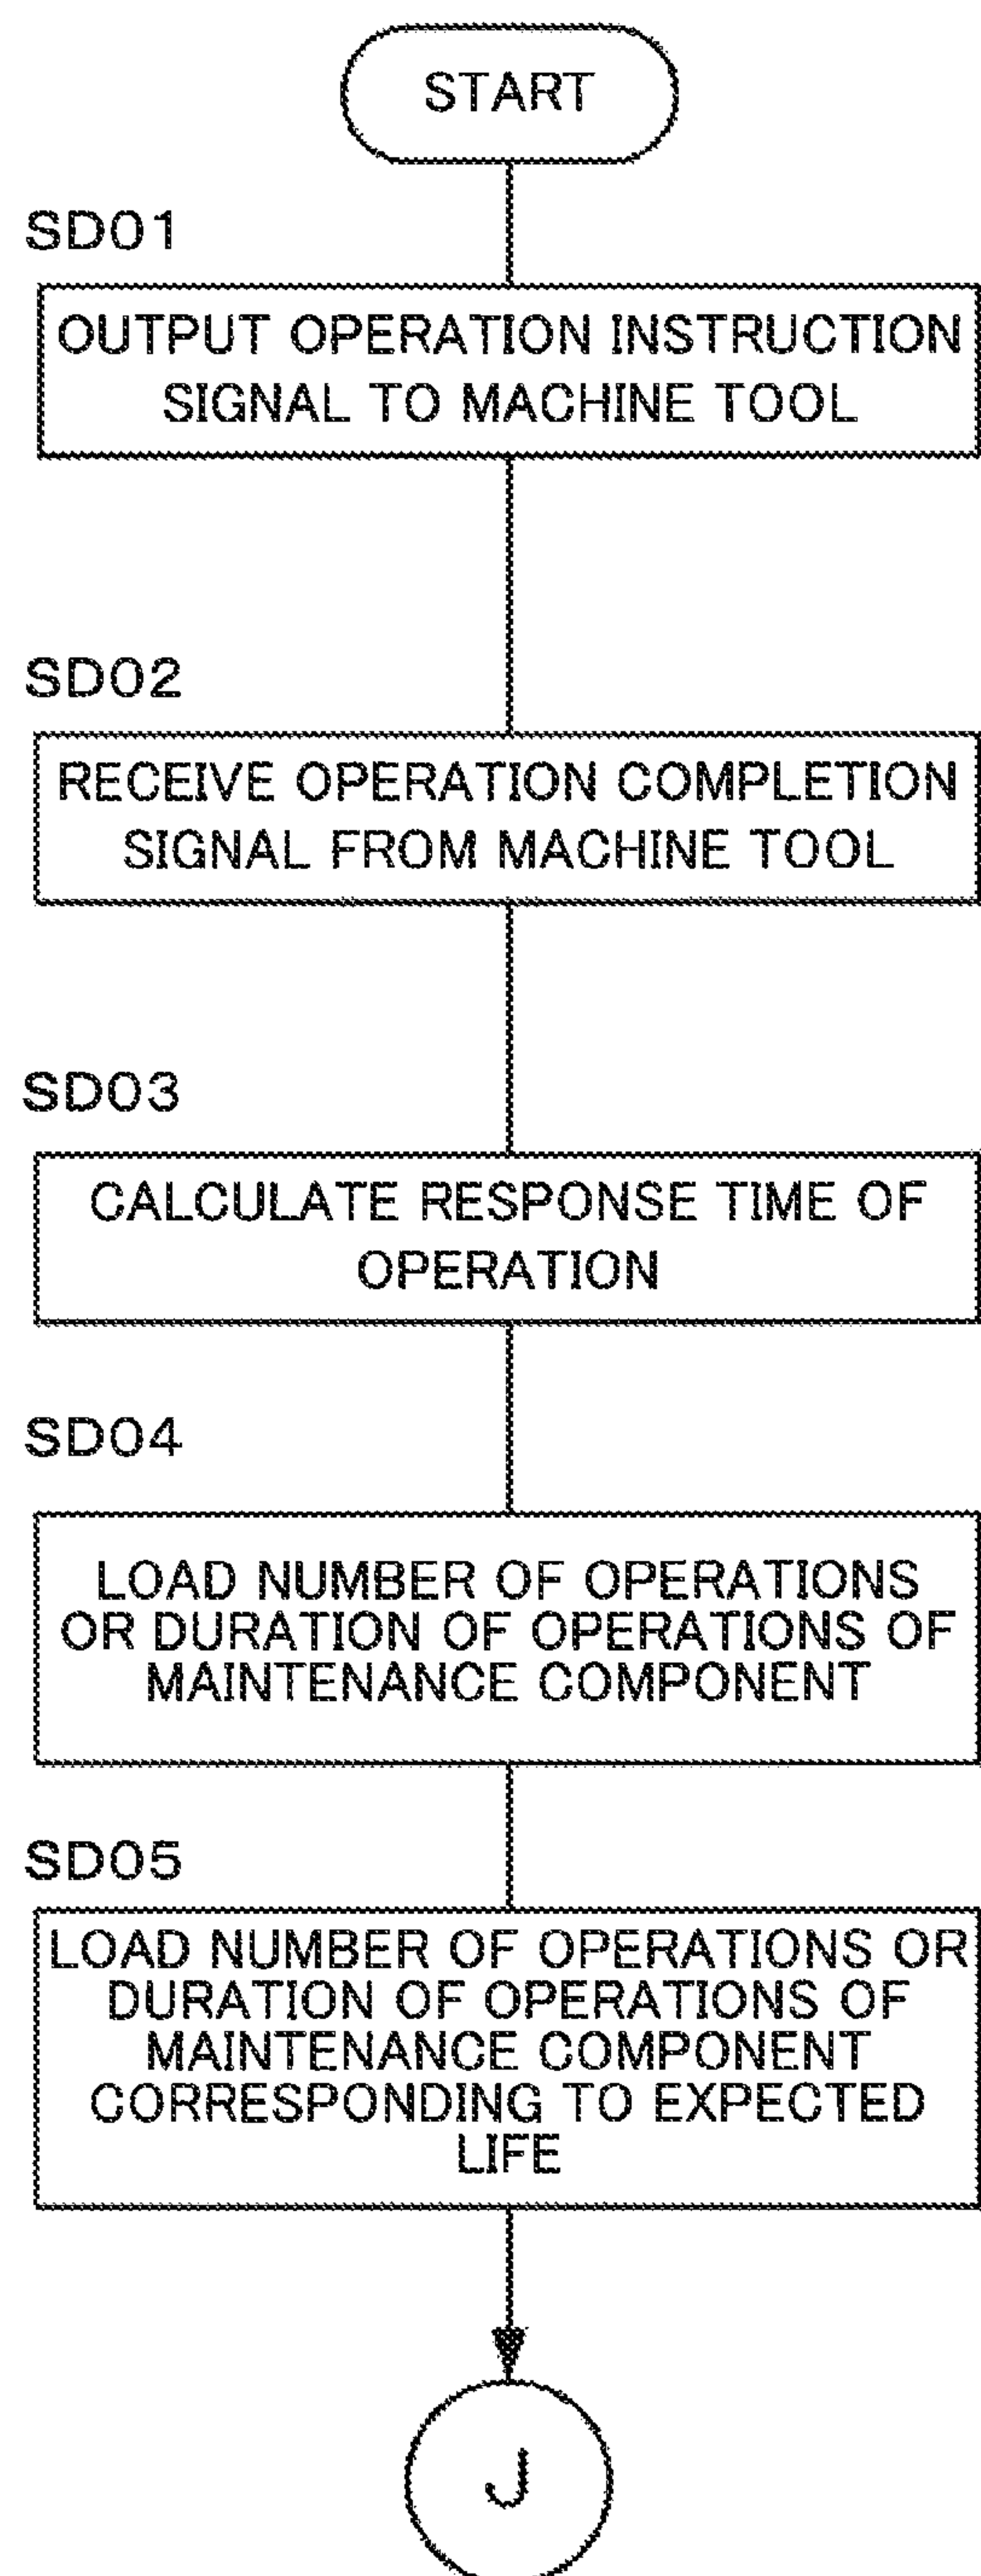 START
SD01
OUTPUT OPERATION INSTRUCTION
SIGNAL TO MACHINE TOOL
SD02
RECEIVE OPERATION COMPLETION
SIGNAL FROM MACHINE TOOL
SD03
CALCULATE RESPONSE TIME OF
OPERATION
SD04
LOAD NUMBER OF OPERATIONS
OR DURATION OF OPERATIONS OF
MAINTENANCE COMPONENT
SD05
LOAD NUMBER OF OPERATIONS OR
DURATION OF OPERATIONS OF
MAINTENANCE COMPONENT
CORRESPONDING TO EXPECTED
LIFE
J